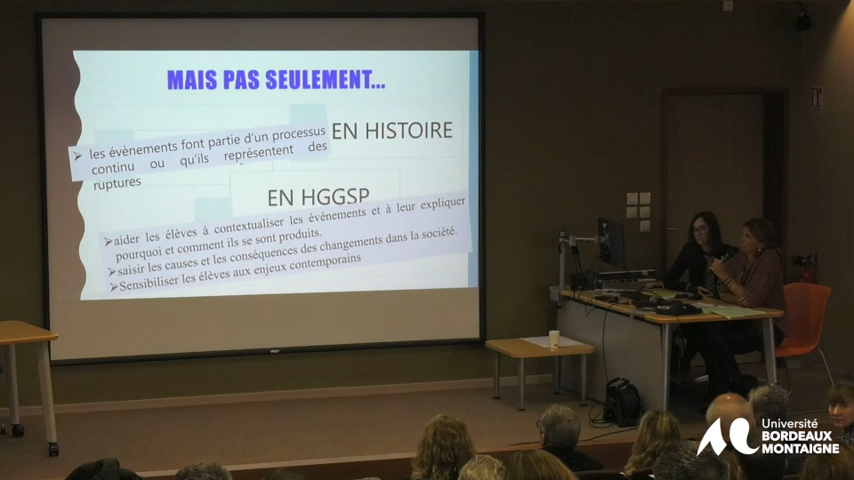 MAIS PAS SEULEMENT...
➢ les évènements font partie d'un processus
continu ou qu'ils représentent des
ruptures
EN HISTOIRE
EN HGGSP
➢aider les élèves à contextualiser les événements et à leur expliquer
pourquoi et comment ils se sont produits.
➢saisir les causes et les conséquences des changements dans la société.
➢Sensibiliser les élèves aux enjeux contemporains
Université
BORDEAUX
MONTAIGNE